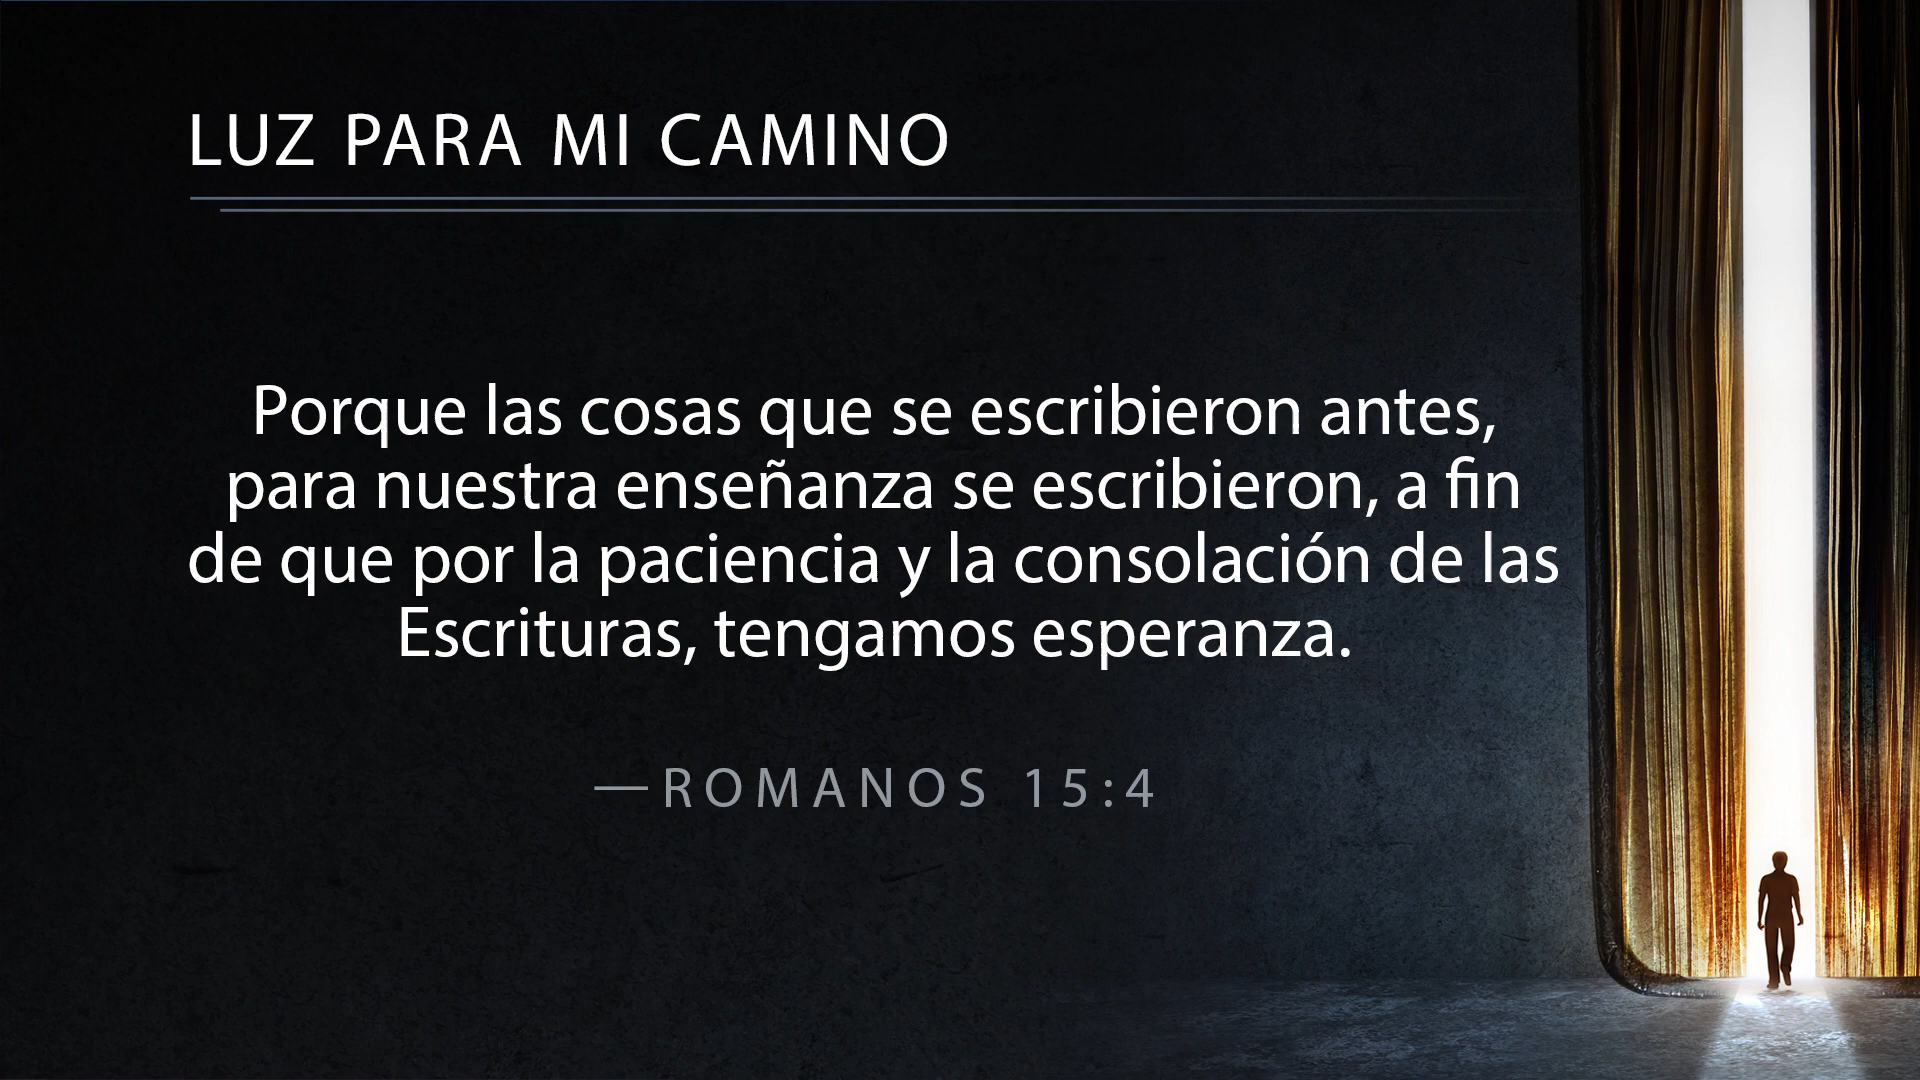 LUZ PARA MI CAMINO
Porque las cosas que se escribieron antes,
para nuestra enseñanza se escribieron, a fin
de que por la paciencia y la consolación de las
Escrituras, tengamos esperanza.
—ROMANOS 15:4